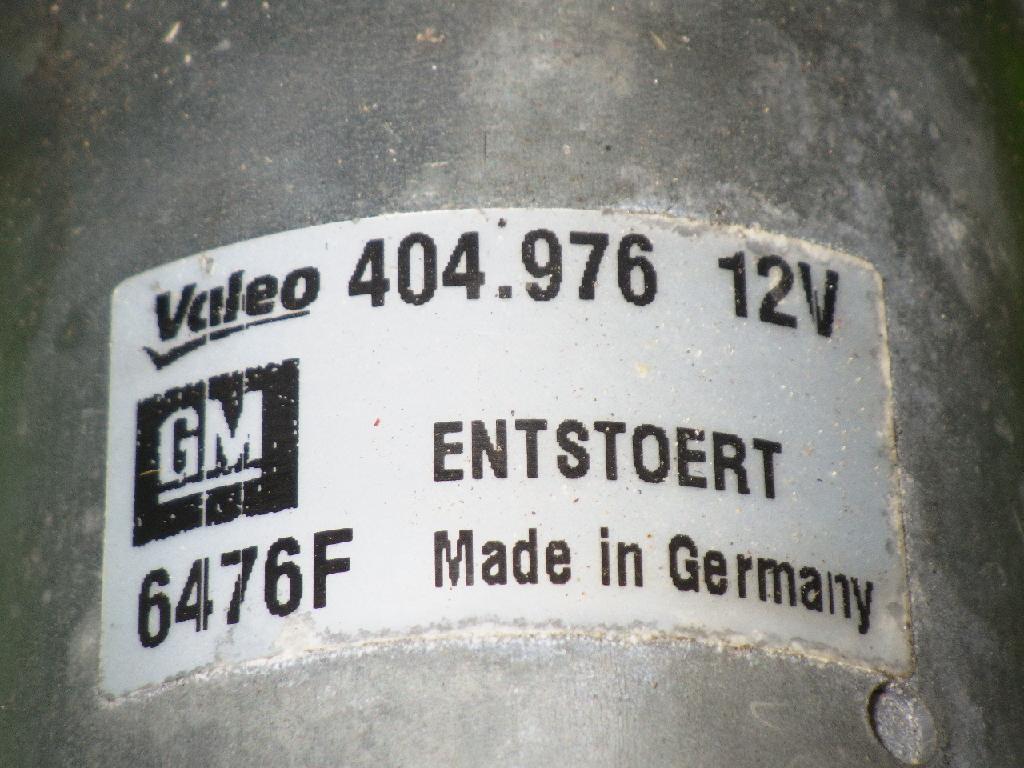 Valeo 404.976 12V
GM
ENTSTOERT
6476F Made in Germany